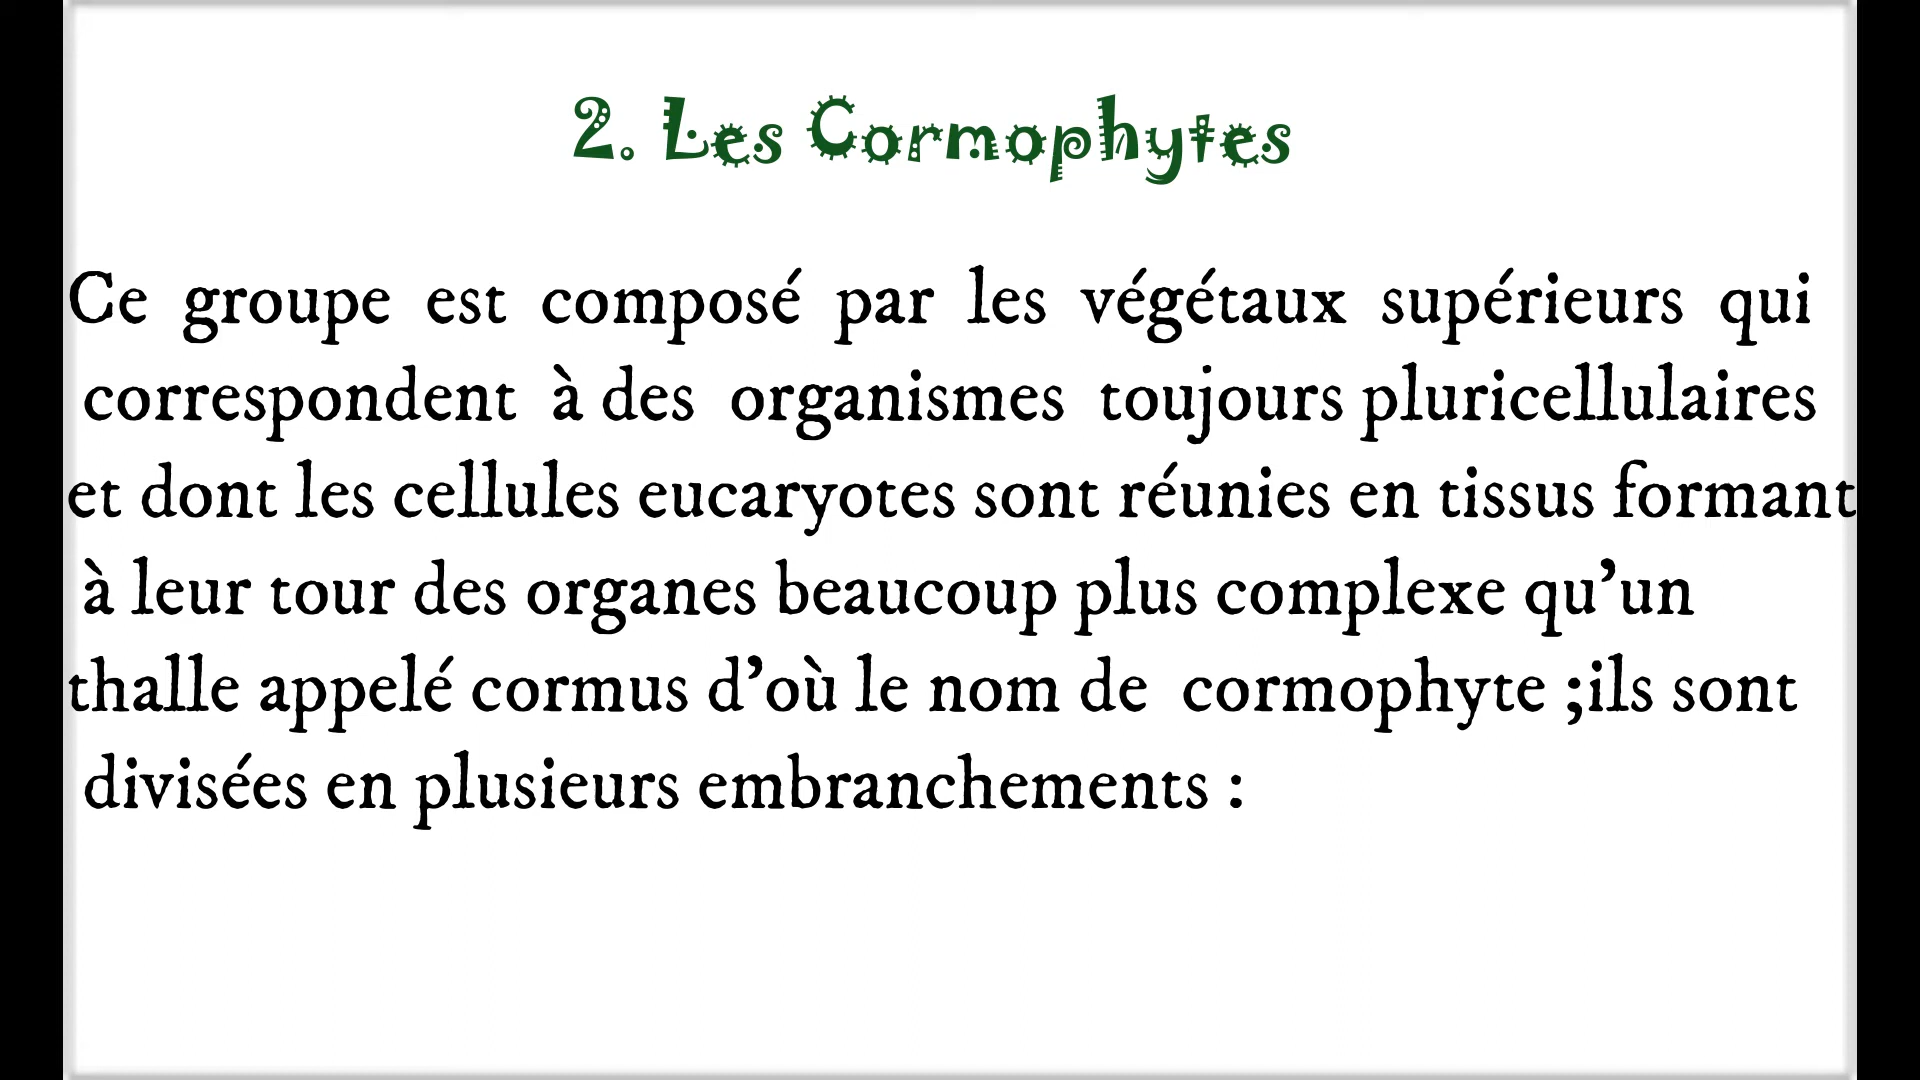 2. Les Cormophytes
Ce groupe est composé par les végétaux supérieurs qui
correspondent à des organismes toujours pluricellulaires
et dont les cellules eucaryotes sont réunies en tissus formant
à leur tour des organes beaucoup plus complexe qu’un
thalle appelé cormus d’où le nom de cormophyte ;ils sont
divisées en plusieurs embranchements :